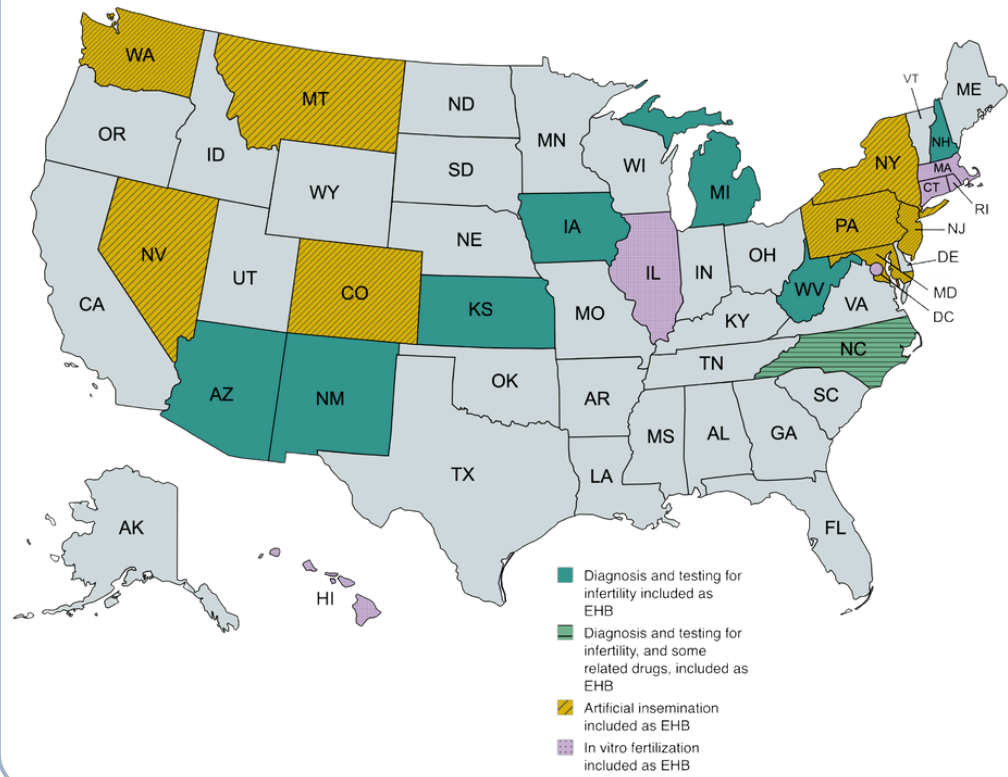 WA
MT
ND
MN
VT
ME
OR
ID
SD
WI
MI
NY
NH
MA
CT
RI
WY
IA
PA
NJ
NV
UT
CO
NE
IL
IN
OH
DE
MD
DC
CA
KS
MO
KY
WV
VA
AZ
NM
OK
AR
TN
NC
SC
TX
LA
MS
AL
GA
FL
AK
HI
Diagnosis and testing for
infertility included as
EHB
Diagnosis and testing for
infertility, and some
related drugs, included as
EHB
Artificial insemination
included as EHB
In vitro fertilization
included as EHB